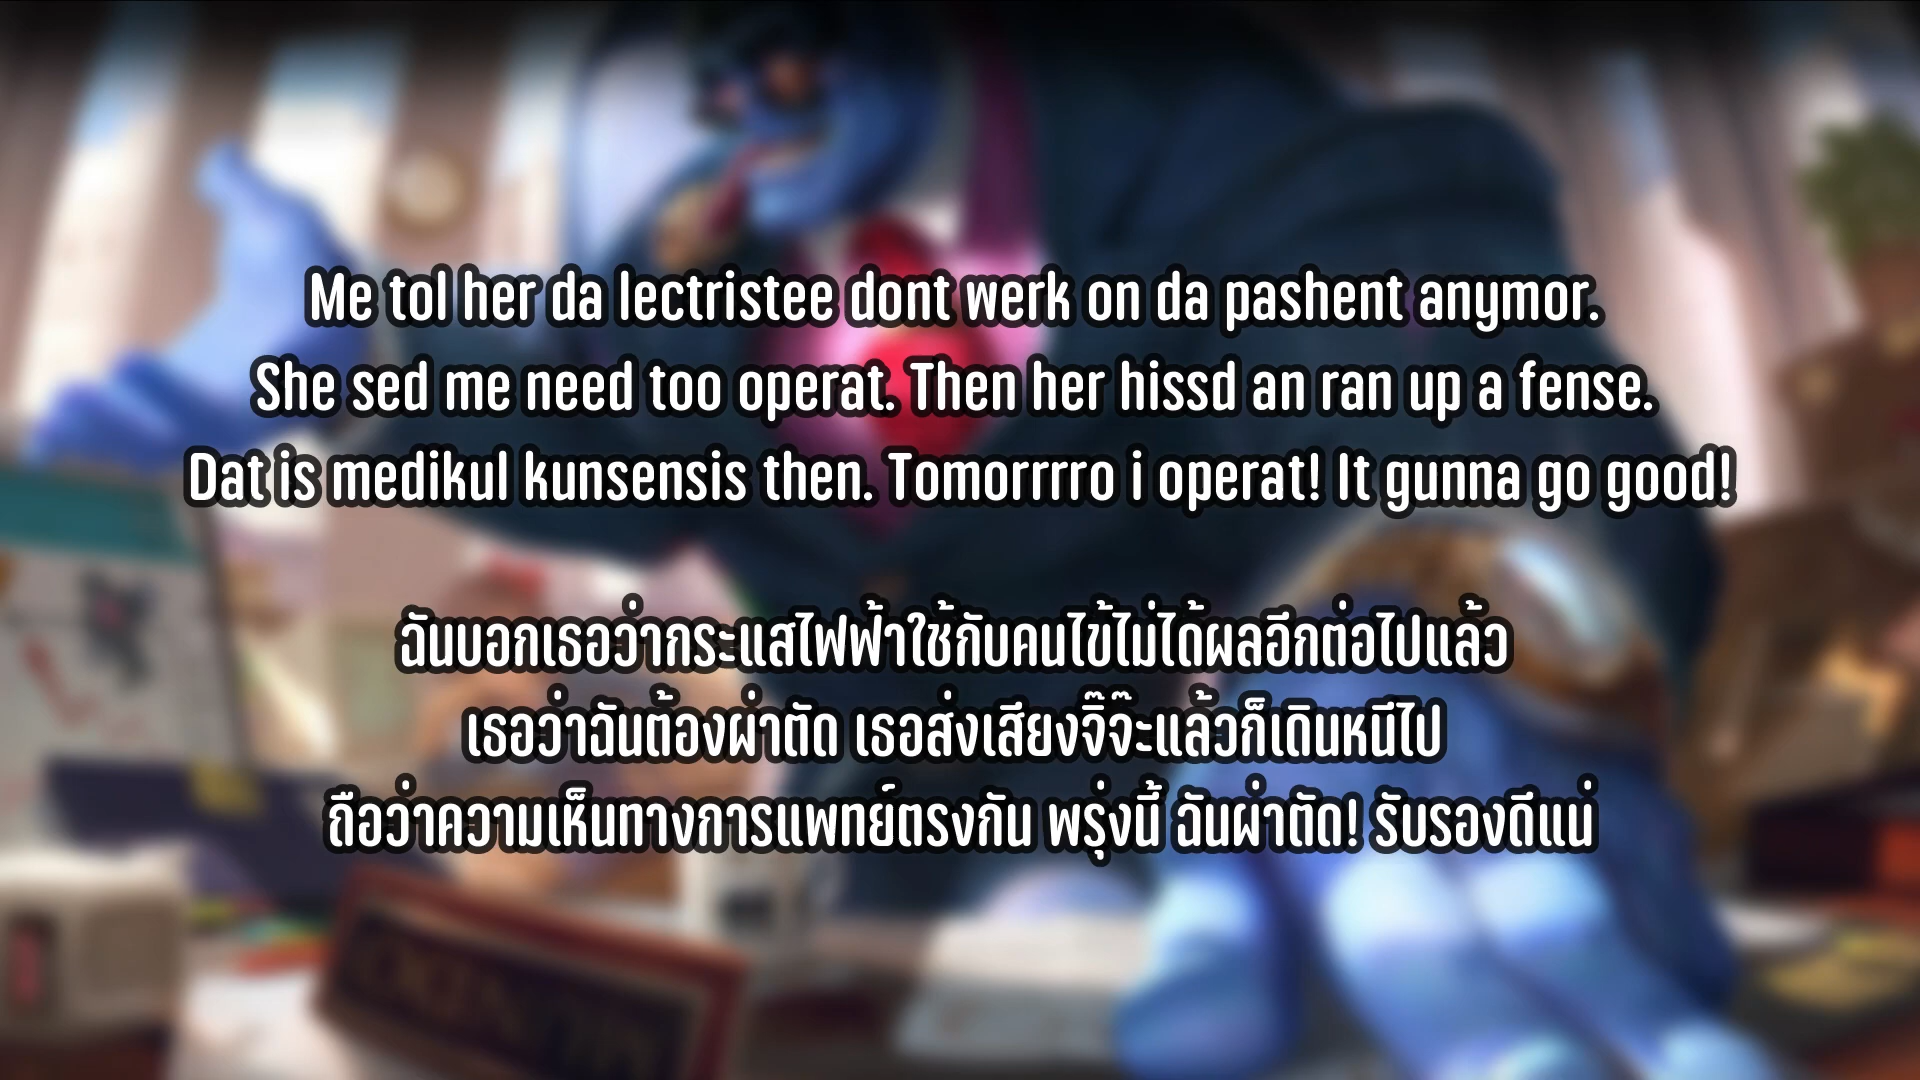 Me tol her da lectristee dont werk on da pashent anymor.
She sed me need too operat. Then her hissd an ran up a fense.
Dat is medikul kunsensis then. Tomorrrro i operat! It gunna go good!
ฉันบอกเธอว่ากระแสไฟฟ้าใช้กับคนไข้ไม่ได้ผลอีกต่อไปแล้ว
เธอว่าฉันต้องผ่าตัด เธอส่งเสียงจิ๊จ๊ะแล้วก็เดินหนีไป
ถือว่าความเห็นทางการแพทย์ตรงกัน พรุ่งนี้ ฉันผ่าตัด! รับรองดีแน่